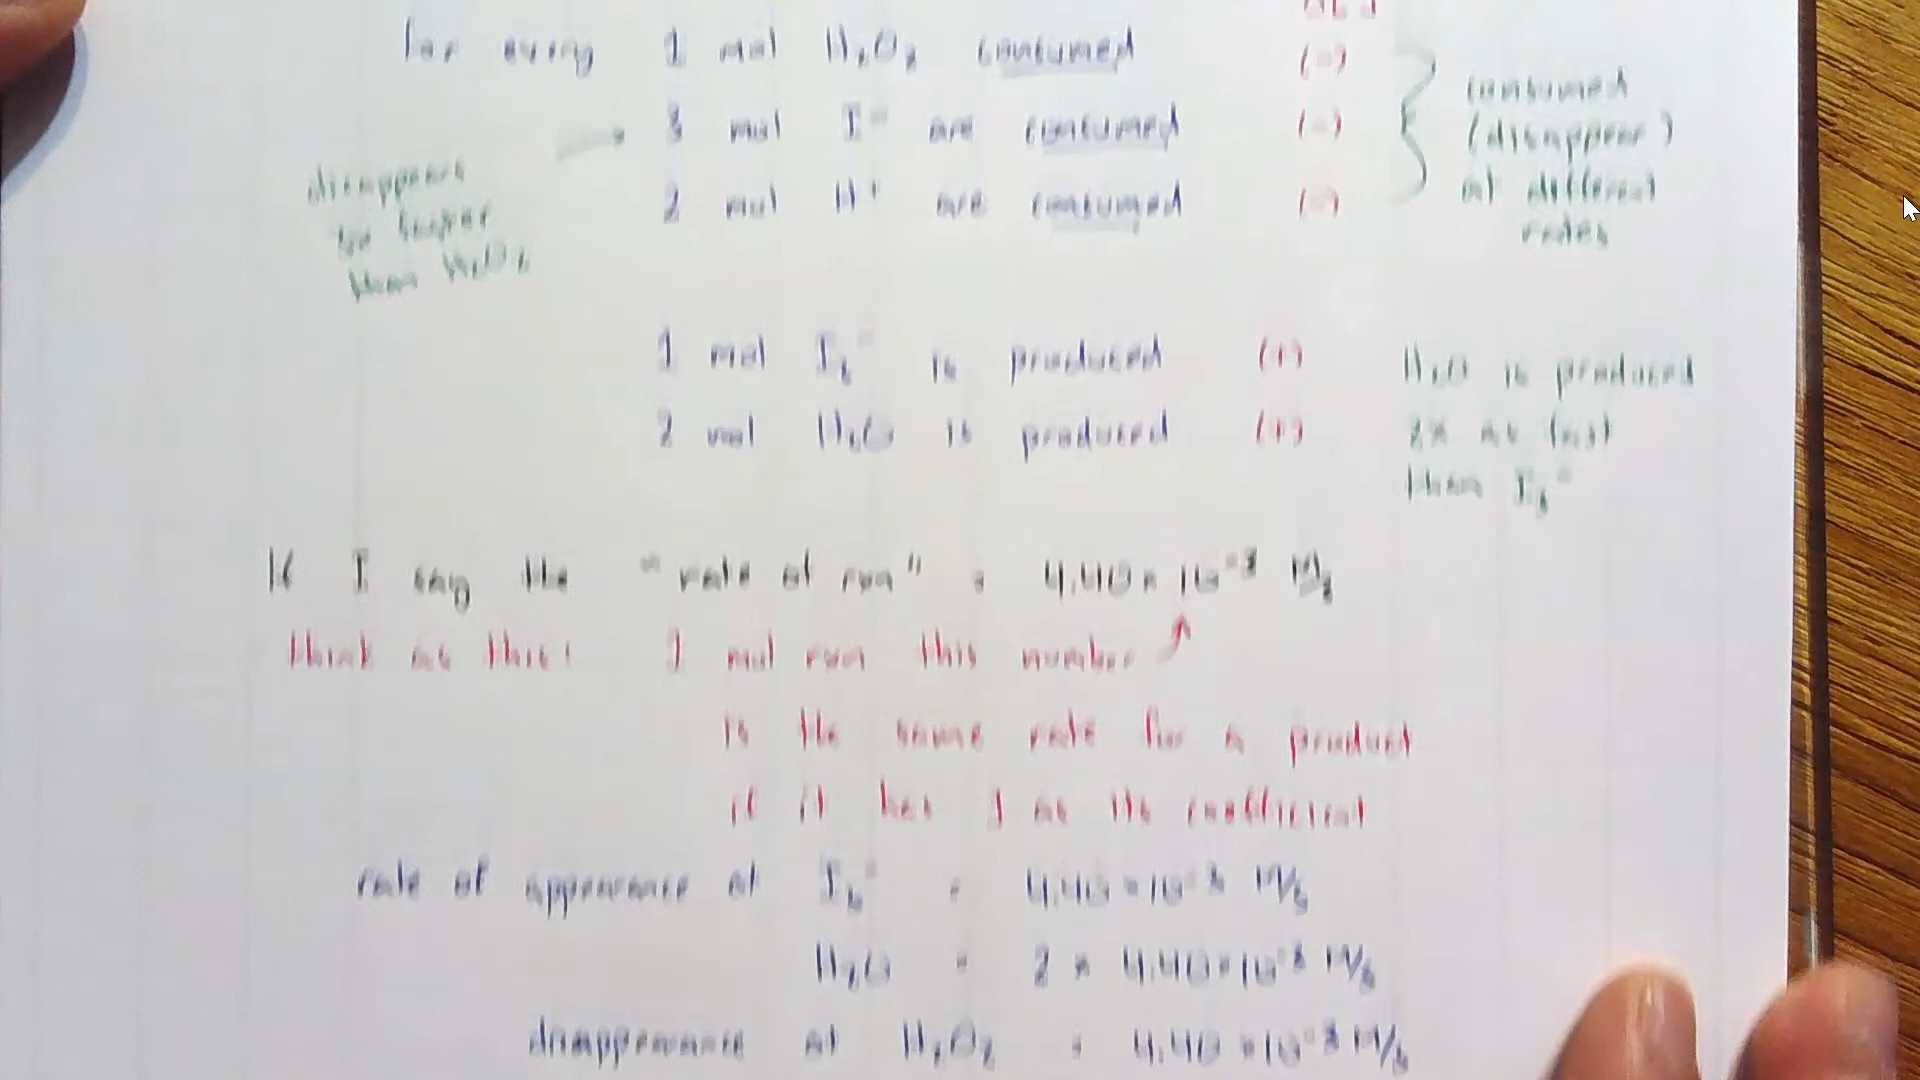 for every 1 mol H₂O₂ consumed (-)
3 mol I⁻ are consumed (-)
2 mol H⁺ are consumed (-)
consumed
(disappear)
at different
rates
disappears
3x faster
than H₂O₂
1 mol I₃⁻ is produced (+)
2 mol H₂O is produced (+)
H₂O is produced
2x as fast
than I₃⁻
If I say the "rate of rxn" = 4.40 × 10⁻³ M/s
think as this: 1 mol rxn this number
is the same rate for a product
if it has 1 as its coefficient
rate of appearance of I₃⁻ = 4.40 × 10⁻³ M/s
H₂O = 2 × 4.40 × 10⁻³ M/s
disappearance of H₂O₂ = 4.40 × 10⁻³ M/s